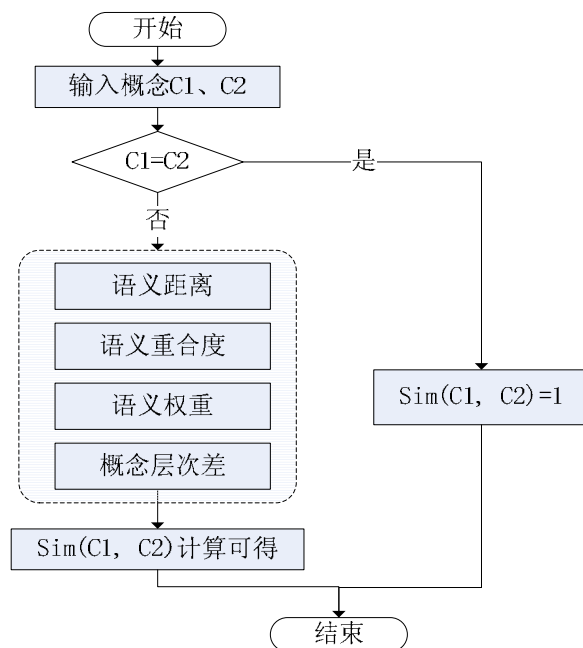 开始
输入概念C1、C2
C1=C2
是
否
语义距离
语义重合度
语义权重
概念层次差
Sim(C1, C2)=1
Sim(C1, C2)计算可得
结束